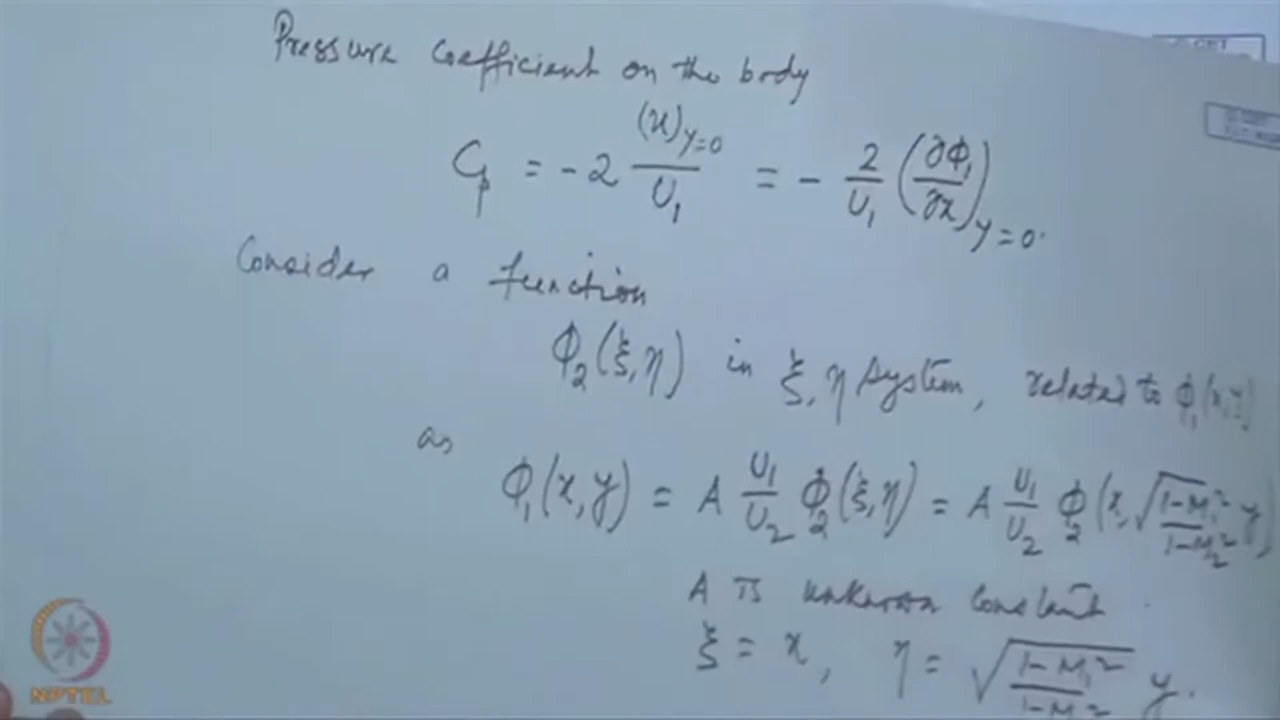 Pressure coefficient on the body
Cp = -2 (u)y=0 / U1 = - 2/U1 (∂φ1/∂x)y=0.
Consider a function
φ2(ξ,η) in ξ,η system, related to φ1(x,y)
as
φ1(x,y) = A U1/U2 φ2(ξ,η) = A U1/U2 φ2(x, √(1-M1²/1-M2²) y)
A is unknown constant.
ξ = x, η = √(1-M1²/1-M2²) y.
NPTEL